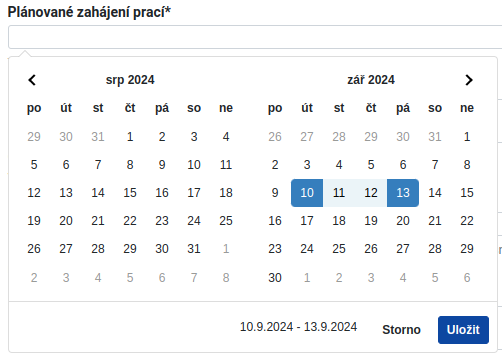 Plánované zahájení prací*
srp 2024 zář 2024
po út st čt pá so ne po út st čt pá so ne
29 30 31 1 2 3 4 26 27 28 29 30 31 1
5 6 7 8 9 10 11 2 3 4 5 6 7 8
12 13 14 15 16 17 18 9 10 11 12 13 14 15
19 20 21 22 23 24 25 16 17 18 19 20 21 22
26 27 28 29 30 31 1 23 24 25 26 27 28 29
2 3 4 5 6 7 8 30 1 2 3 4 5 6
10.9.2024 - 13.9.2024 Storno Uložit